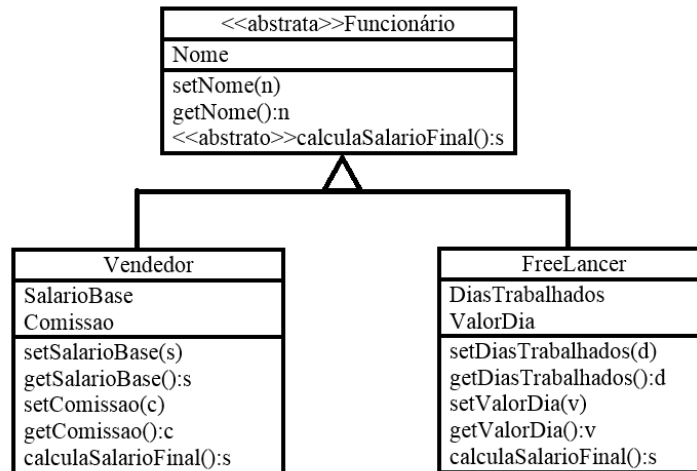 <<abstrata>>Funcionário
Nome
setNome(n)
getNome():n
<<abstrato>>calculaSalarioFinal():s
Vendedor
SalarioBase
Comissao
setSalarioBase(s)
getSalarioBase():s
setComissao(c)
getComissao():c
calculaSalarioFinal():s
FreeLancer
DiasTrabalhados
ValorDia
setDiasTrabalhados(d)
getDiasTrabalhados():d
setValorDia(v)
getValorDia():v
calculaSalarioFinal():s